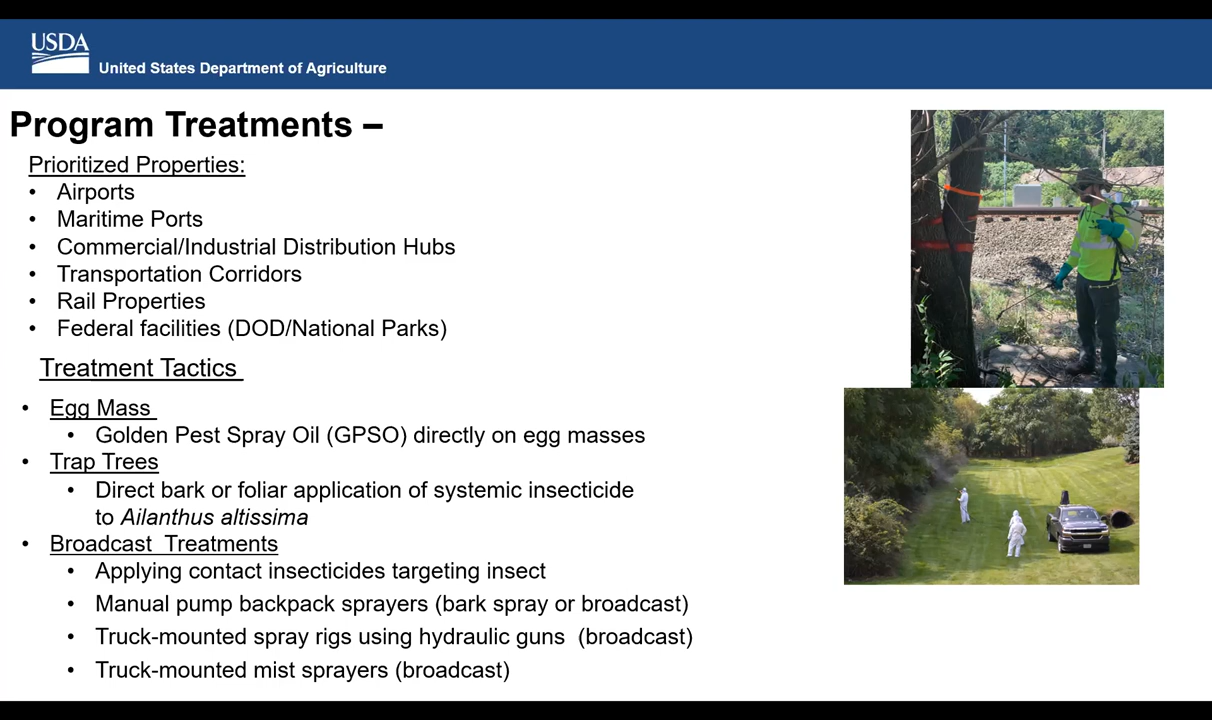 USDA
United States Department of Agriculture
Program Treatments –
Prioritized Properties:
• Airports
• Maritime Ports
• Commercial/Industrial Distribution Hubs
• Transportation Corridors
• Rail Properties
• Federal facilities (DOD/National Parks)
Treatment Tactics
• Egg Mass
• Golden Pest Spray Oil (GPSO) directly on egg masses
• Trap Trees
• Direct bark or foliar application of systemic insecticide
to Ailanthus altissima
• Broadcast Treatments
• Applying contact insecticides targeting insect
• Manual pump backpack sprayers (bark spray or broadcast)
• Truck-mounted spray rigs using hydraulic guns (broadcast)
• Truck-mounted mist sprayers (broadcast)